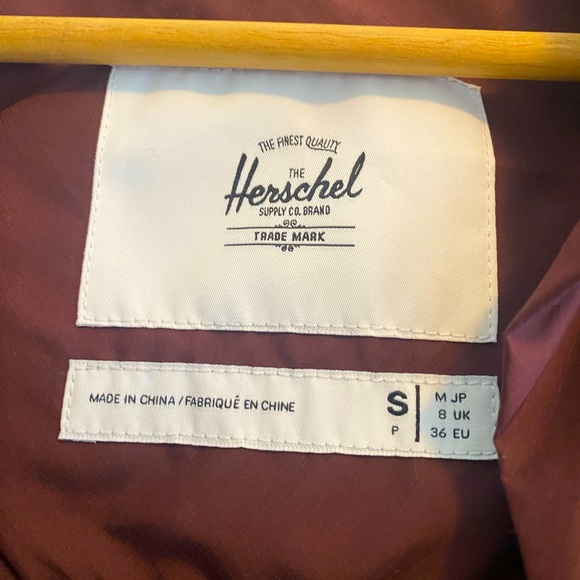 THE FINEST QUALITY
THE
Herschel
SUPPLY CO. BRAND
TRADE MARK
MADE IN CHINA / FABRIQUÉ EN CHINE
S
P
M JP
8 UK
36 EU